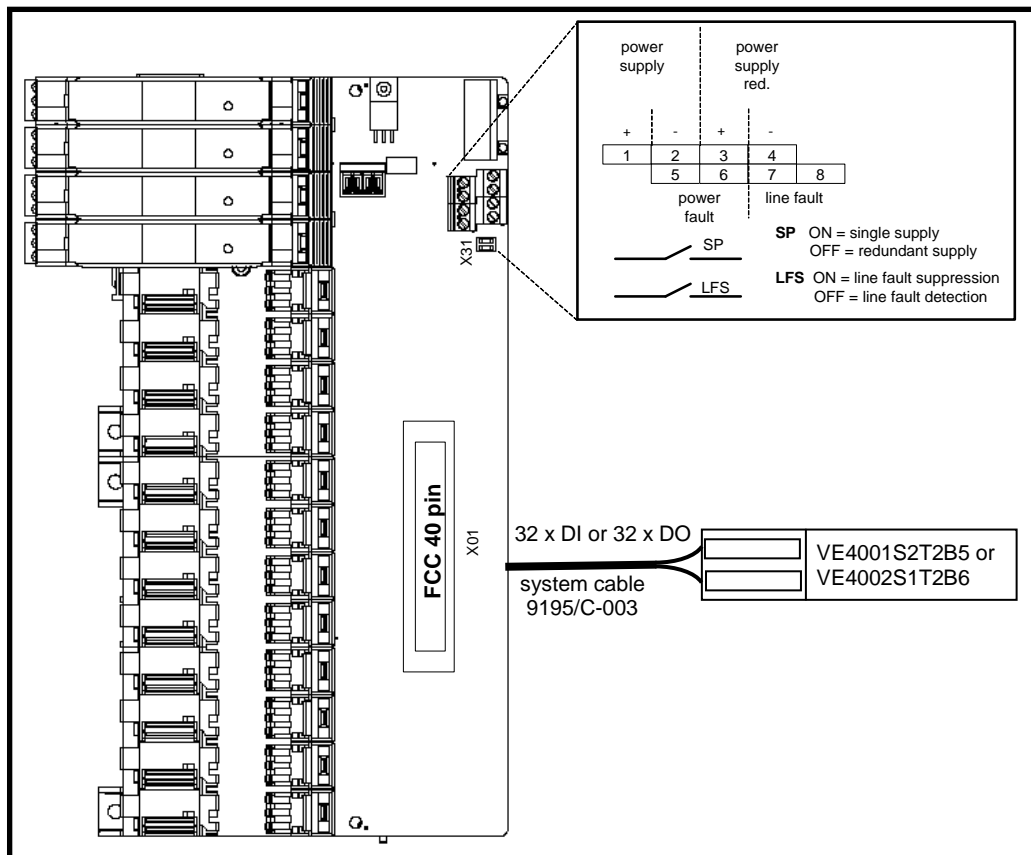 power supply
power supply red.
+ - + -
1 2 3 4
5 6 7 8
power fault
line fault
SP
SP ON = single supply
OFF = redundant supply
LFS
LFS ON = line fault suppression
OFF = line fault detection
X31
FCC 40 pin
X01
32 x DI or 32 x DO
system cable
9195/C-003
VE4001S2T2B5 or
VE4002S1T2B6